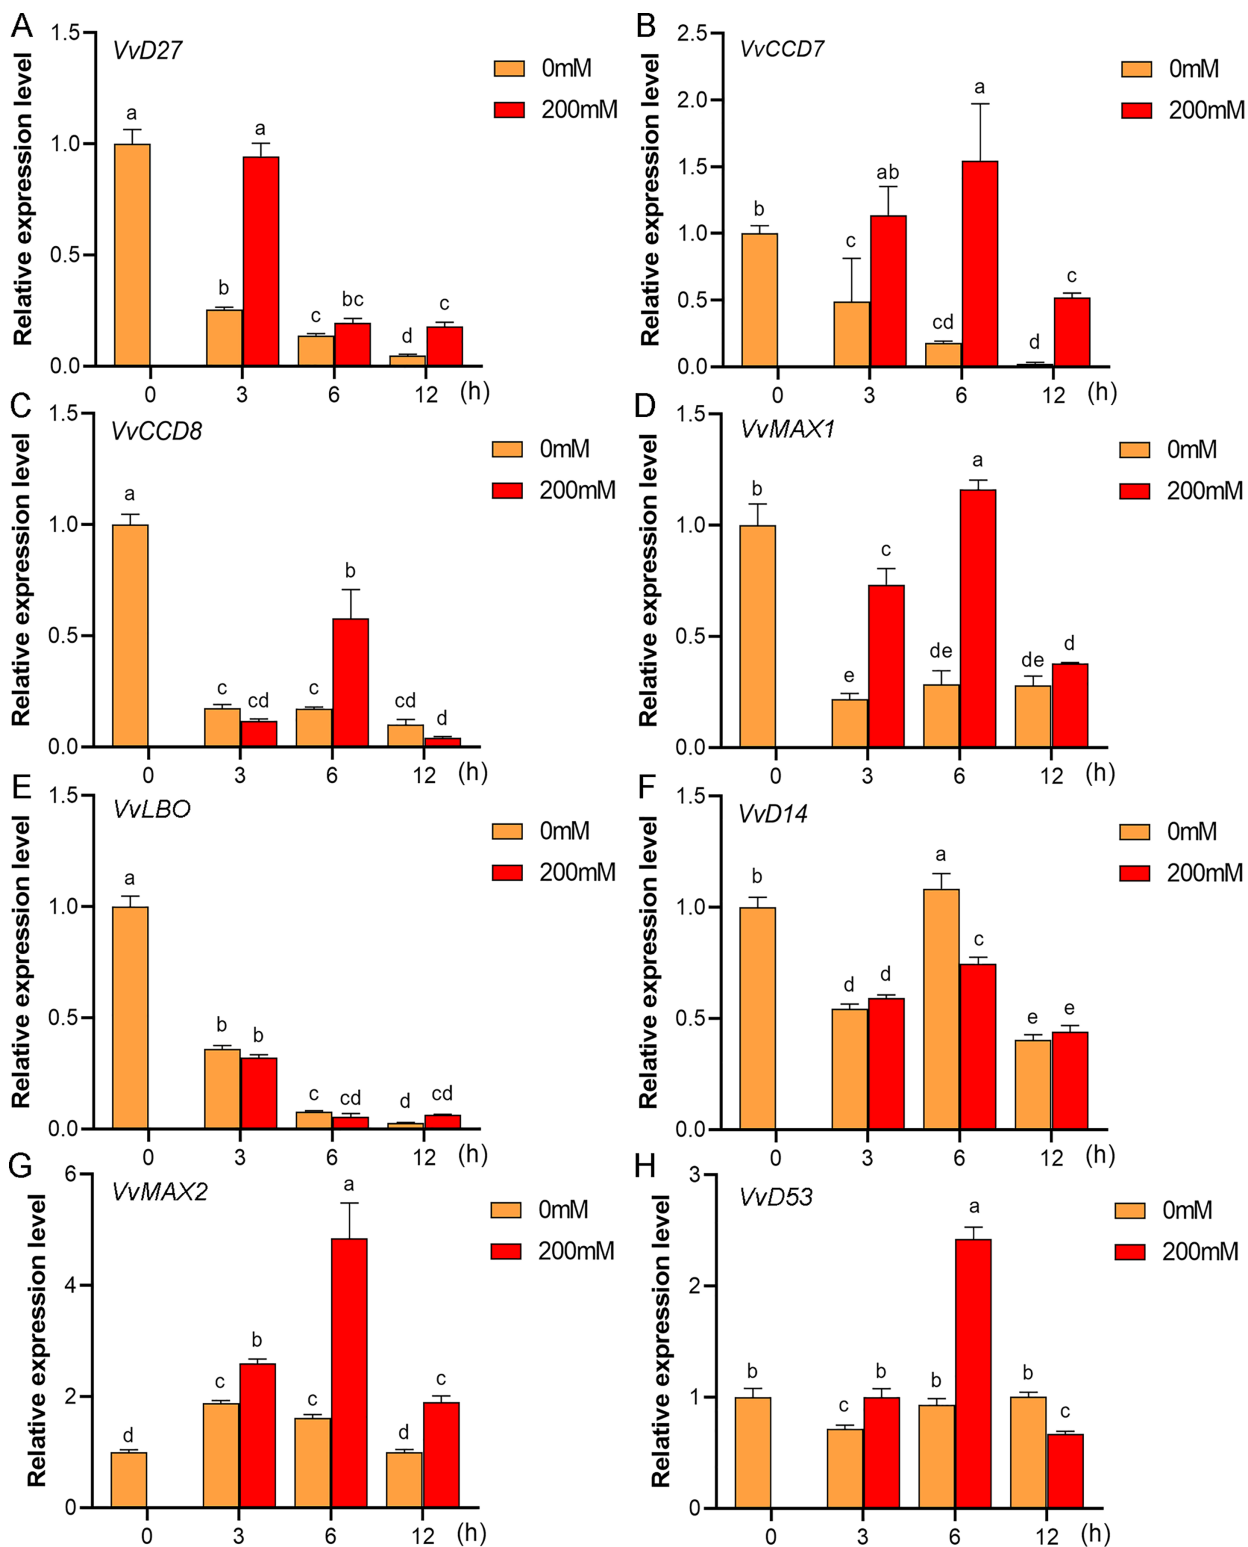 A
Relative expression level
VvD27
0mM
200mM
1.5
1.0
0.5
0.0
a
b
a
c
bc
d
c
0 3 6 12 (h)
B
Relative expression level
VvCCD7
0mM
200mM
2.5
2.0
1.5
1.0
0.5
0.0
b
c
ab
cd
a
d
c
0 3 6 12 (h)
C
Relative expression level
VvCCD8
0mM
200mM
1.5
1.0
0.5
0.0
a
c
cd
c
b
cd
d
0 3 6 12 (h)
D
Relative expression level
VvMAX1
0mM
200mM
1.5
1.0
0.5
0.0
b
e
c
de
a
de
d
0 3 6 12 (h)
E
Relative expression level
VvLBO
0mM
200mM
1.5
1.0
0.5
0.0
a
b
b
c
cd
d
cd
0 3 6 12 (h)
F
Relative expression level
VvD14
0mM
200mM
1.5
1.0
0.5
0.0
b
d
d
a
c
e
e
0 3 6 12 (h)
G
Relative expression level
VvMAX2
0mM
200mM
6
4
2
0
d
c
b
c
a
d
c
0 3 6 12 (h)
H
Relative expression level
VvD53
0mM
200mM
3
2
1
0
b
c
b
b
a
b
c
0 3 6 12 (h)